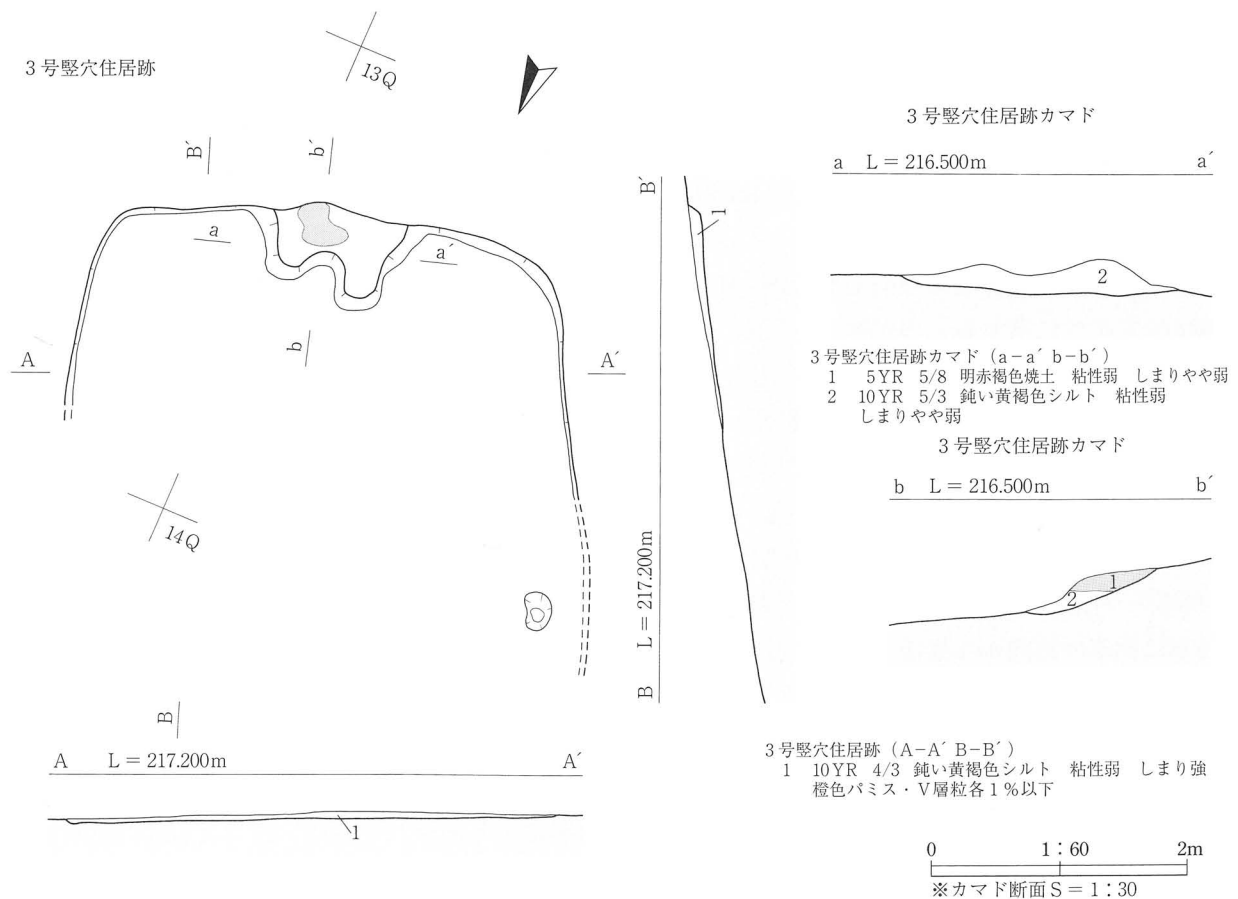 3号竪穴住居跡
13Q
B´
b´
a
a´
b
A
A´
14Q
B
A L＝217.200m A´
1
B´
1
B L＝217.200m
3号竪穴住居跡カマド
a L＝216.500m a´
2
3号竪穴住居跡カマド（a－a´ b－b´）
1 5YR 5/8 明赤褐色焼土 粘性弱 しまりやや弱
2 10YR 5/3 鈍い黄褐色シルト 粘性弱
しまりやや弱
3号竪穴住居跡カマド
b L＝216.500m b´
1
2
3号竪穴住居跡（A－A´ B－B´）
1 10YR 4/3 鈍い黄褐色シルト 粘性弱 しまり強
橙色パミス・Ⅴ層粒各1％以下
0 1：60 2m
※カマド断面S＝1：30